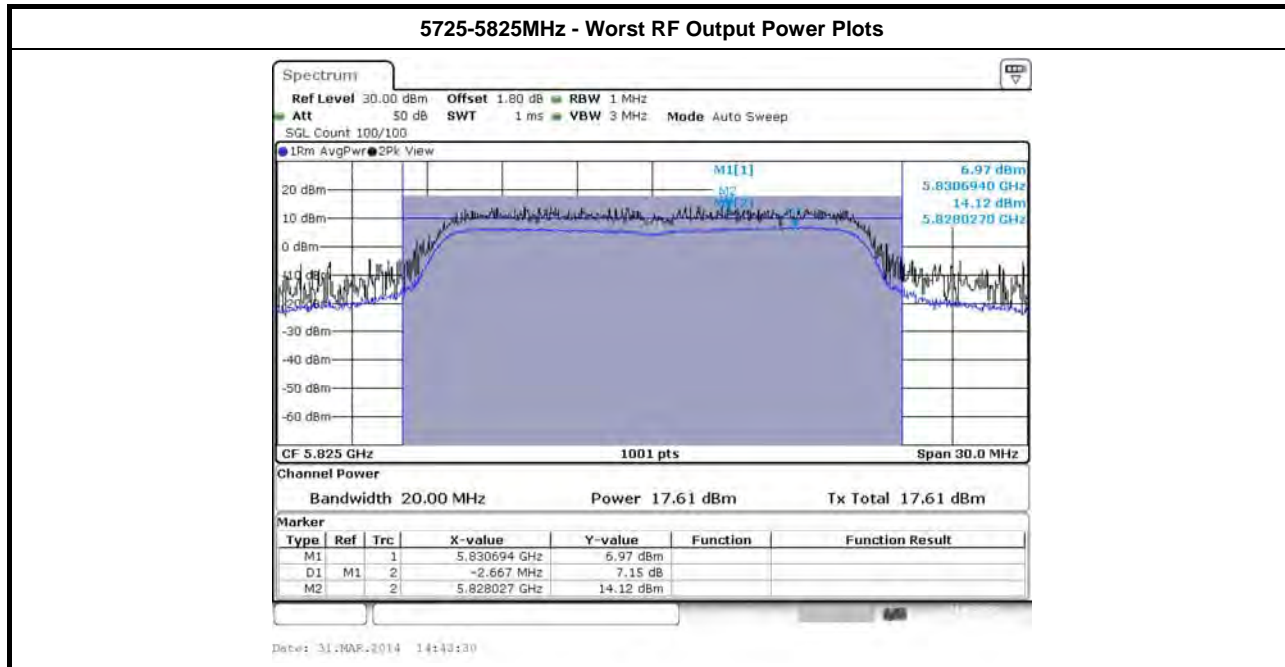 5725-5825MHz - Worst RF Output Power Plots
Spectrum
Ref Level 30.00 dBm Offset 1.80 dB RBW 1 MHz
Att 50 dB SWT 1 ms VBW 3 MHz Mode Auto Sweep
SGL Count 100/100
1Rm AvgPwr 2Pk View
M1[1] 6.97 dBm
5.8306940 GHz
14.12 dBm
5.8280270 GHz
20 dBm
M2
10 dBm
0 dBm
-10 dBm
-20 dBm
-30 dBm
-40 dBm
-50 dBm
-60 dBm
CF 5.825 GHz 1001 pts Span 30.0 MHz
Channel Power
Bandwidth 20.00 MHz Power 17.61 dBm Tx Total 17.61 dBm
Marker
Type Ref Trc X-value Y-value Function Function Result
M1 1 5.830694 GHz 6.97 dBm
D1 M1 2 -2.667 MHz 7.15 dB
M2 2 5.828027 GHz 14.12 dBm
Date: 31.MAR.2014 14:43:30